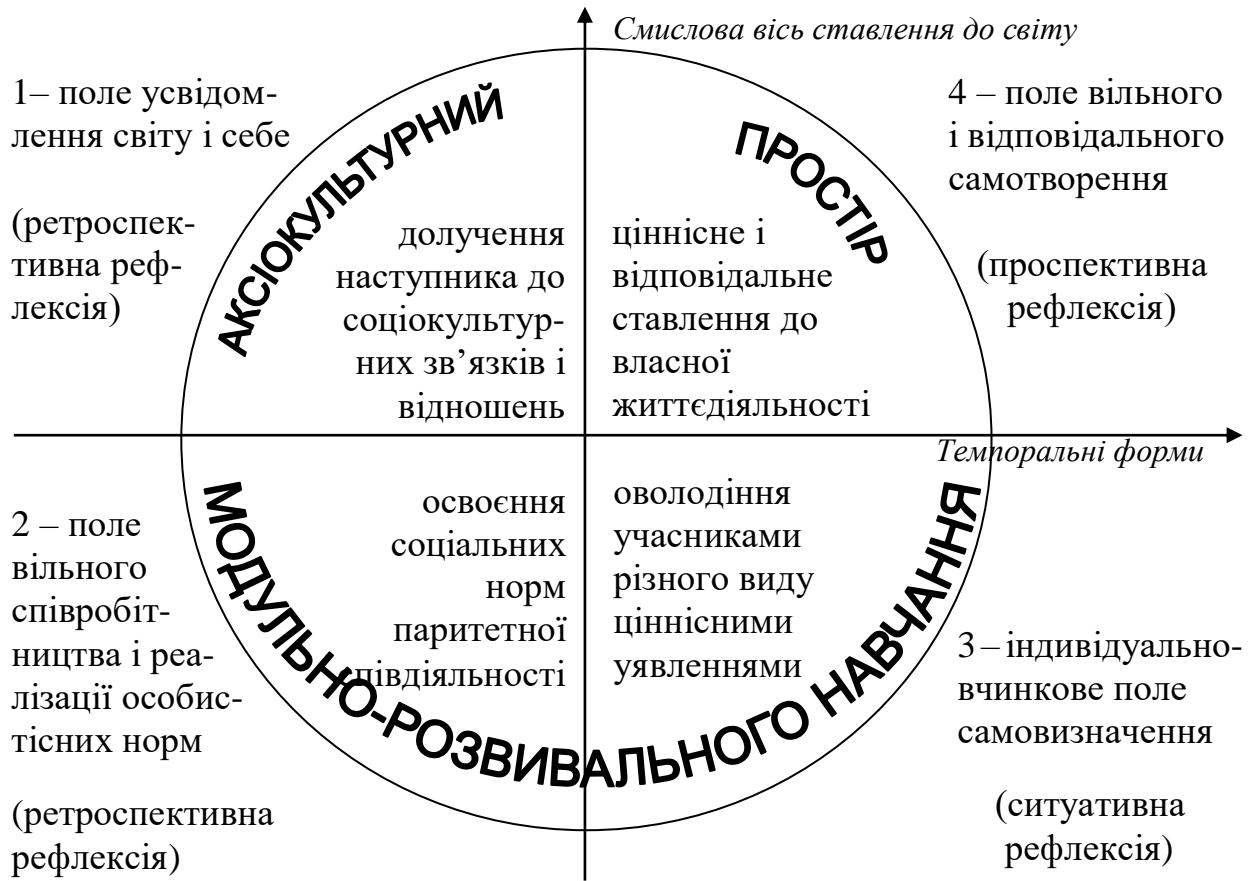 Смислова вісь ставлення до світу
1– поле усвідом-
лення світу і себе
(ретроспек-
тивна реф-
лексія)
АКСІОКУЛЬТУРНИЙ
ПРОСТІР
4 – поле вільного
і відповідального
самотворення
(проспективна
рефлексія)
долучення
наступника до
соціокультур-
них зв’язків і
відношень
ціннісне і
відповідальне
ставлення до
власної
життєдіяльності
Темпоральні форми
2 – поле
вільного
співробіт-
ництва і реа-
лізації особис-
тісних норм
(ретроспективна
рефлексія)
освоєння
соціальних
норм
паритетної
півдіяльності
оволодіння
учасниками
різного виду
ціннісними
уявленнями
МОДУЛЬНО-РОЗВИВАЛЬНОГО НАВЧАННЯ
3 – індивідуально-
вчинкове поле
самовизначення
(ситуативна
рефлексія)